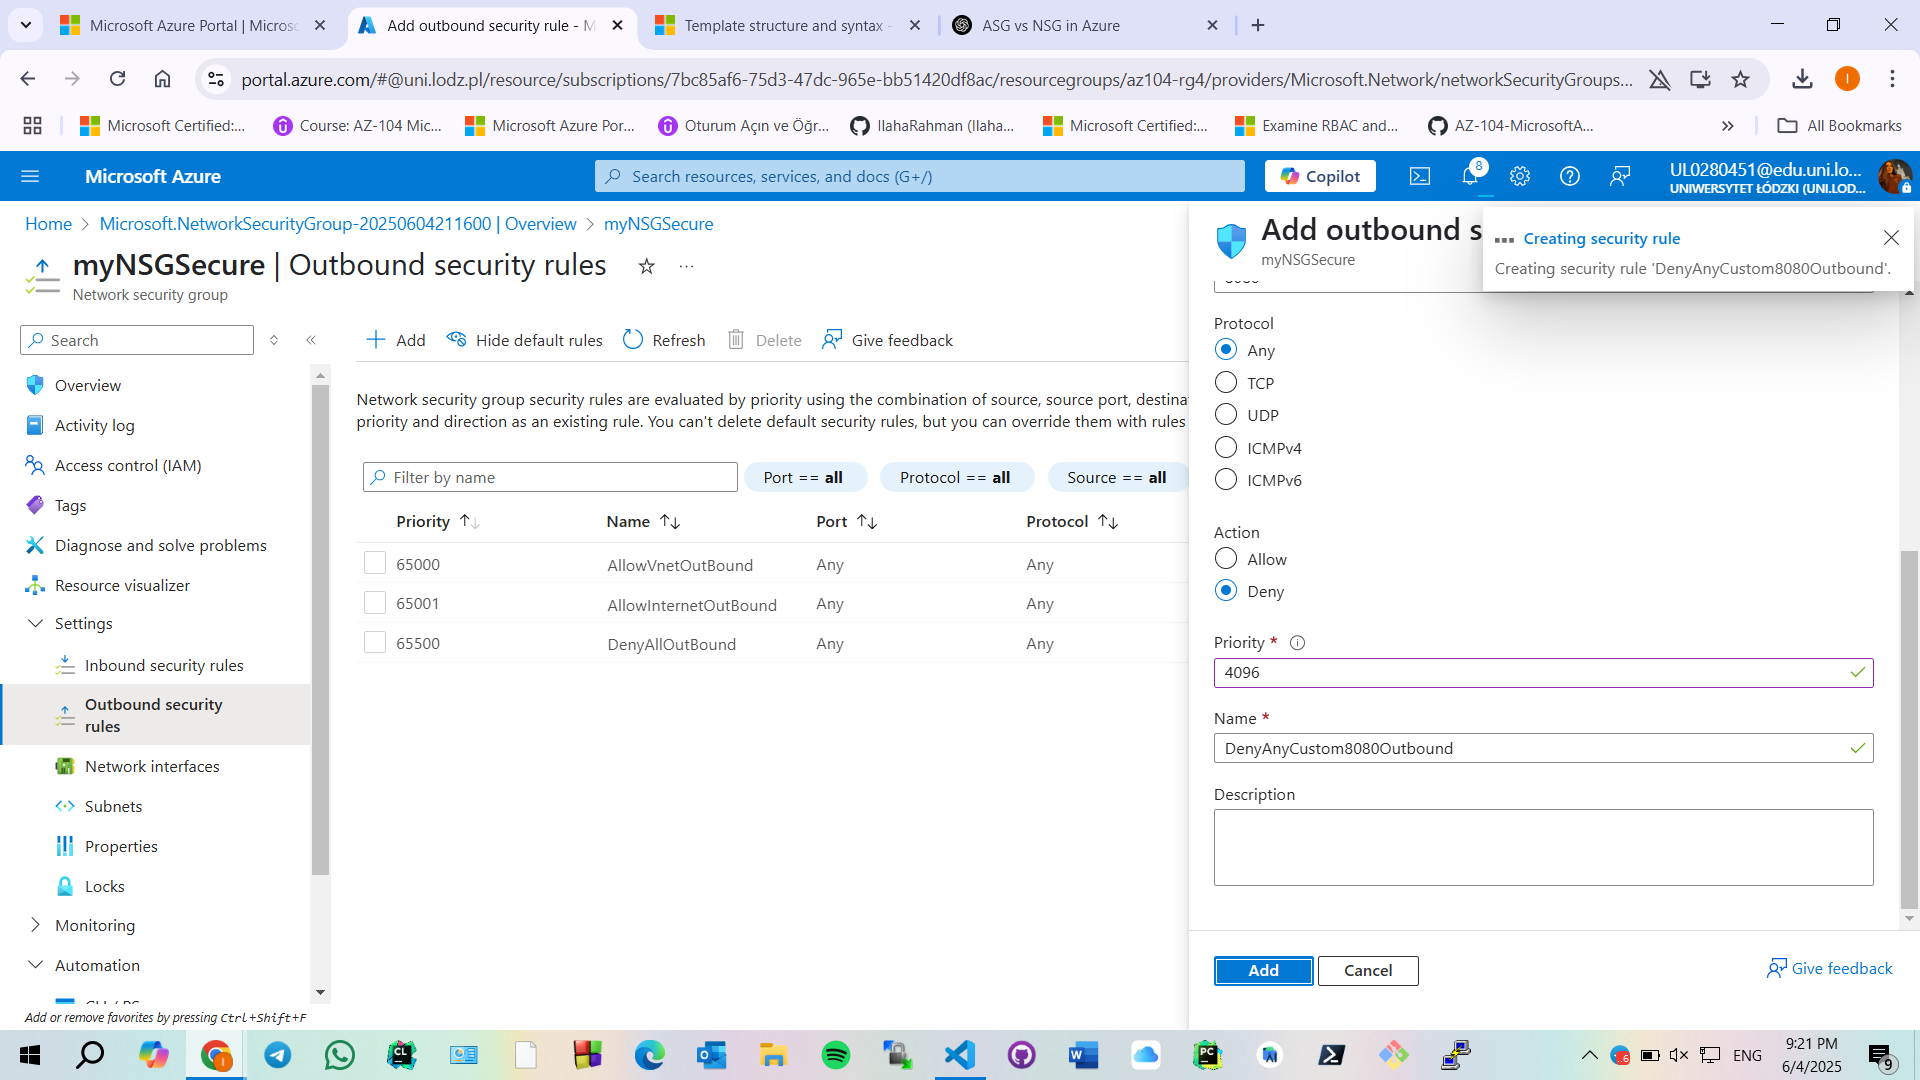 Microsoft Azure Portal | Micros
Add outbound security rule - M
Template structure and syntax -
ASG vs NSG in Azure
portal.azure.com/#@uni.lodz.pl/resource/subscriptions/7bc85af6-75d3-47dc-965e-bb51420df8ac/resourcegroups/az104-rg4/providers/Microsoft.Network/networkSecurityGroups...
I
Microsoft Certified:...
Course: AZ-104 Mic...
Microsoft Azure Por...
Oturum Açın ve Öğr...
IlahaRahman (Ilaha...
Microsoft Certified:...
Examine RBAC and...
AZ-104-MicrosoftA...
All Bookmarks
Microsoft Azure
Search resources, services, and docs (G+/)
Copilot
8
UL0280451@edu.uni.lo...
UNIWERSYTET ŁÓDZKI (UNI.LOD...
Home > Microsoft.NetworkSecurityGroup-20250604211600 | Overview > myNSGSecure
myNSGSecure | Outbound security rules
Network security group
Search
Overview
Activity log
Access control (IAM)
Tags
Diagnose and solve problems
Resource visualizer
Settings
Inbound security rules
Outbound security
rules
Network interfaces
Subnets
Properties
Locks
Monitoring
Automation
CLI / PS
Add or remove favorites by pressing Ctrl+Shift+F
Add
Hide default rules
Refresh
Delete
Give feedback
Network security group security rules are evaluated by priority using the combination of source, source port, destina
priority and direction as an existing rule. You can't delete default security rules, but you can override them with rules
Filter by name
Port == all
Protocol == all
Source == all
Priority Name Port Protocol
65000 AllowVnetOutBound Any Any
65001 AllowInternetOutBound Any Any
65500 DenyAllOutBound Any Any
Add outbound s
myNSGSecure
Creating security rule
Creating security rule 'DenyAnyCustom8080Outbound'.
8080
Protocol
Any
TCP
UDP
ICMPv4
ICMPv6
Action
Allow
Deny
Priority *
4096
Name *
DenyAnyCustom8080Outbound
Description
Add
Cancel
Give feedback
ENG
9:21 PM
6/4/2025
9